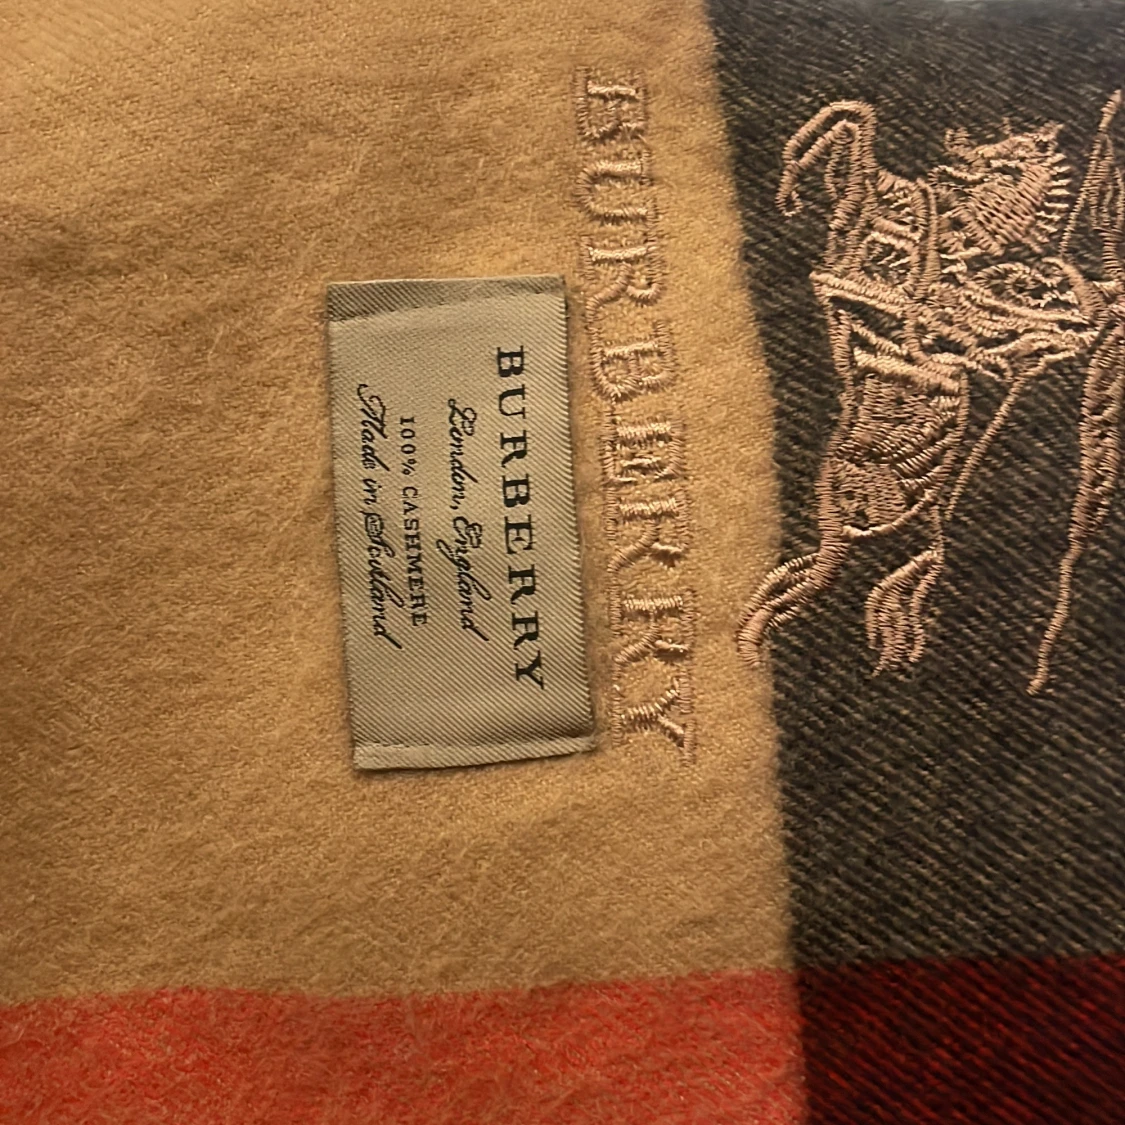 BURBERRY
BURBERRY
London, England
100% CASHMERE
Made in Scotland